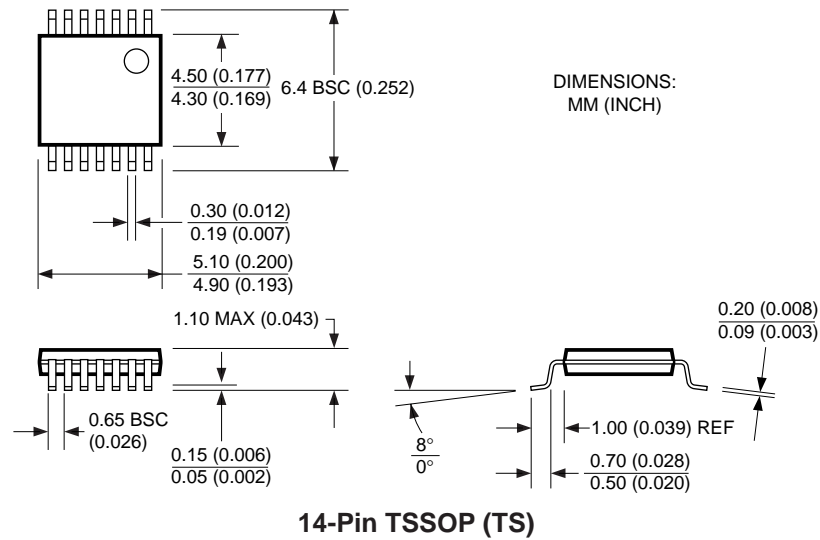 4.50 (0.177)
4.30 (0.169)
6.4 BSC (0.252)
DIMENSIONS:
MM (INCH)
0.30 (0.012)
0.19 (0.007)
5.10 (0.200)
4.90 (0.193)
1.10 MAX (0.043)
0.20 (0.008)
0.09 (0.003)
0.65 BSC
(0.026)
0.15 (0.006)
0.05 (0.002)
8°
0°
1.00 (0.039) REF
0.70 (0.028)
0.50 (0.020)
14-Pin TSSOP (TS)